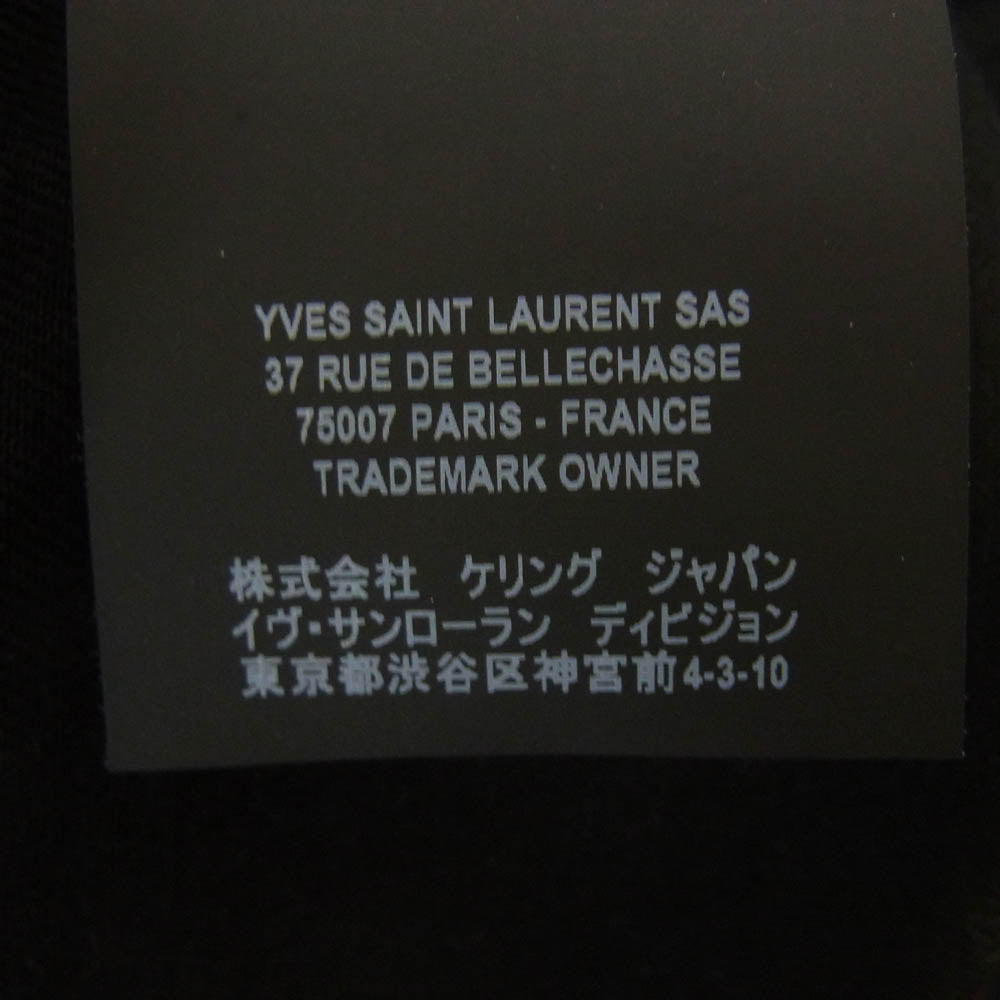 YVES SAINT LAURENT SAS
37 RUE DE BELLECHASSE
75007 PARIS - FRANCE
TRADEMARK OWNER
株式会社 ケリング ジャパン
イヴ・サンローラン ディビジョン
東京都渋谷区神宮前4-3-10